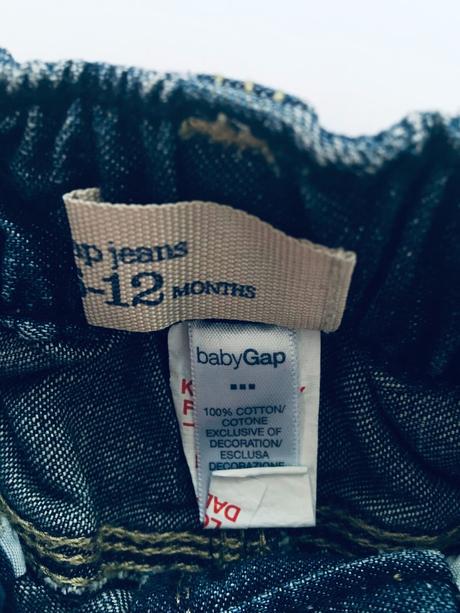 jeans
-12 MONTHS
babyGap
100% COTTON/
COTONE
EXCLUSIVE OF
DECORATION/
ESCLUSA
DECORAZIONE